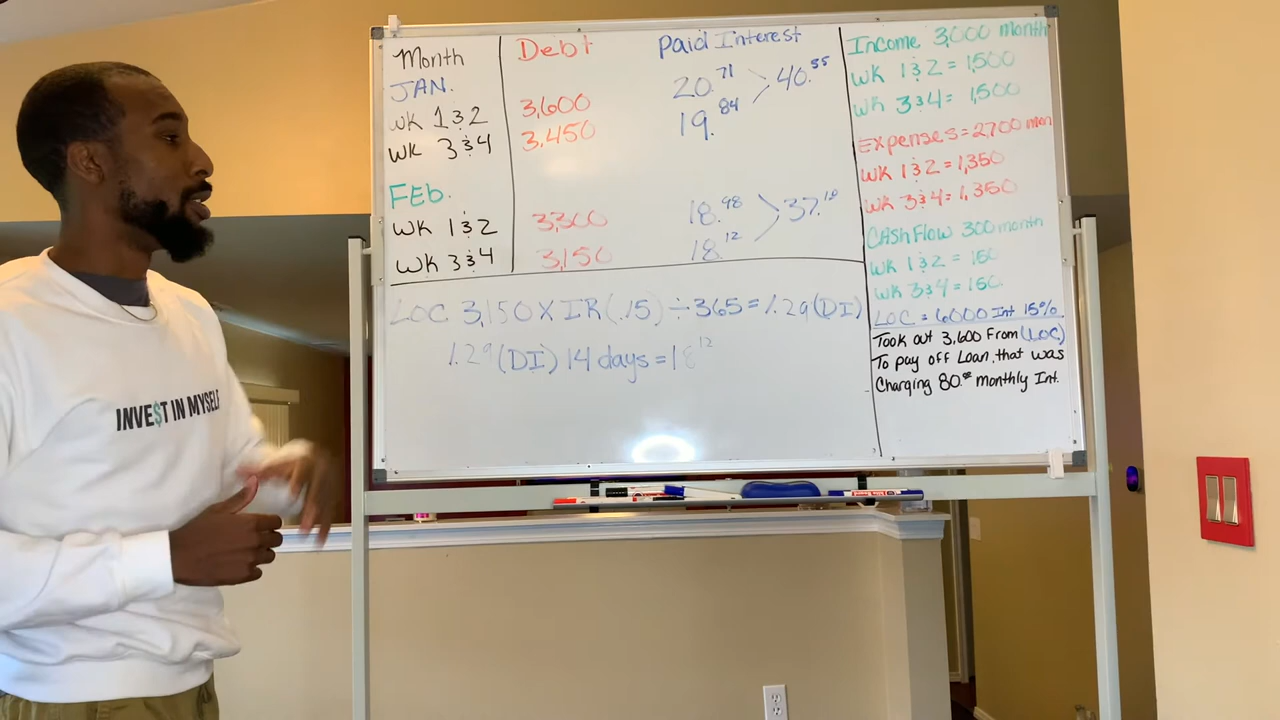 Month Debt Paid Interest
JAN.
WK 1&2 3,600 20.71 40.55
WK 3&4 3,450 19.84
FEb.
WK 1&2 3,300 18.98 37.10
WK 3&4 3,150 18.12
LOC 3,150 X IR (.15) ÷ 365 = 1.29 (DI)
1.29 (DI) 14 days = 18.12
Income 3,000 month
WK 1&2 = 1,500
WK 3&4 = 1,500
Expenses = 2700 mon
WK 1&2 = 1,350
WK 3&4 = 1,350
CAshFlow 300 month
WK 1&2 = 150
WK 3&4 = 150.
LOC = 6000 Int 15%
Took out 3,600 From (LOC)
To pay off Loan, that was
Charging 80.00 monthly Int.
INVE$T IN MYSELF